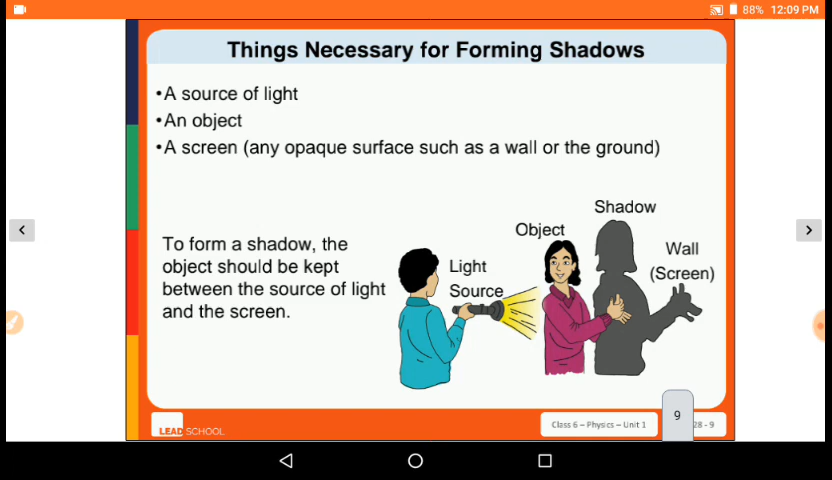 88% 12:09 PM
Things Necessary for Forming Shadows
•A source of light
•An object
•A screen (any opaque surface such as a wall or the ground)
To form a shadow, the
object should be kept
between the source of light
and the screen.
Light
Source
Object
Shadow
Wall
(Screen)
LEAD SCHOOL
Class 6 – Physics – Unit 1
9
28 - 9